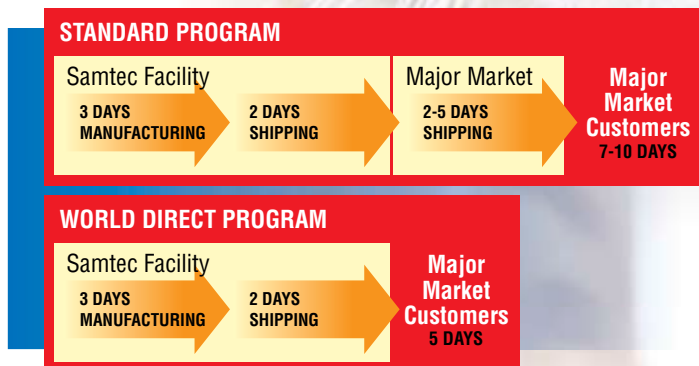 STANDARD PROGRAM
Samtec Facility
3 DAYS
MANUFACTURING
2 DAYS
SHIPPING
Major Market
2-5 DAYS
SHIPPING
Major
Market
Customers
7-10 DAYS
WORLD DIRECT PROGRAM
Samtec Facility
3 DAYS
MANUFACTURING
2 DAYS
SHIPPING
Major
Market
Customers
5 DAYS